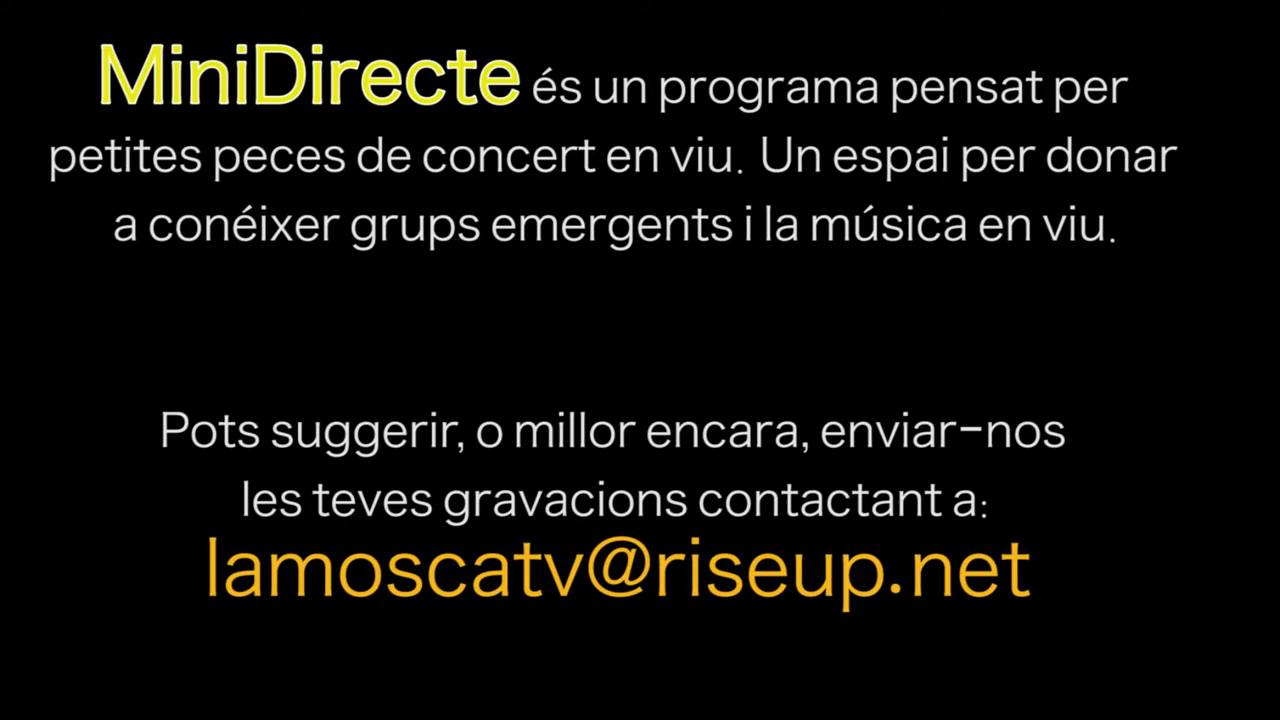 MiniDirecte és un programa pensat per
petites peces de concert en viu. Un espai per donar
a conéixer grups emergents i la música en viu.
Pots suggerir, o millor encara, enviar-nos
les teves gravacions contactant a:
lamoscatv@riseup.net